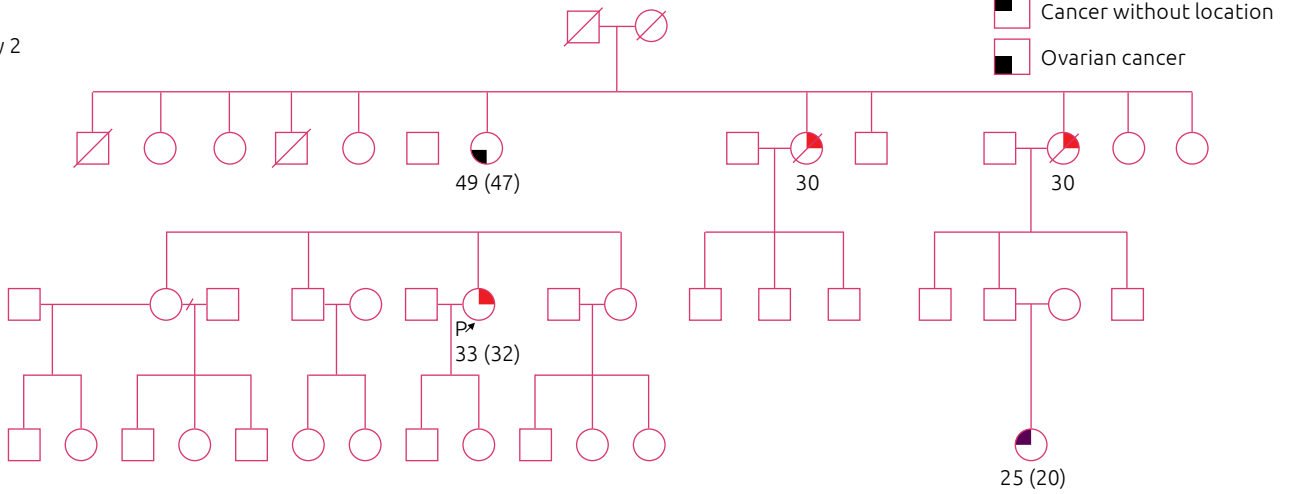 Cancer without location
y 2
Ovarian cancer
49 (47)
30
30
P
33 (32)
25 (20)